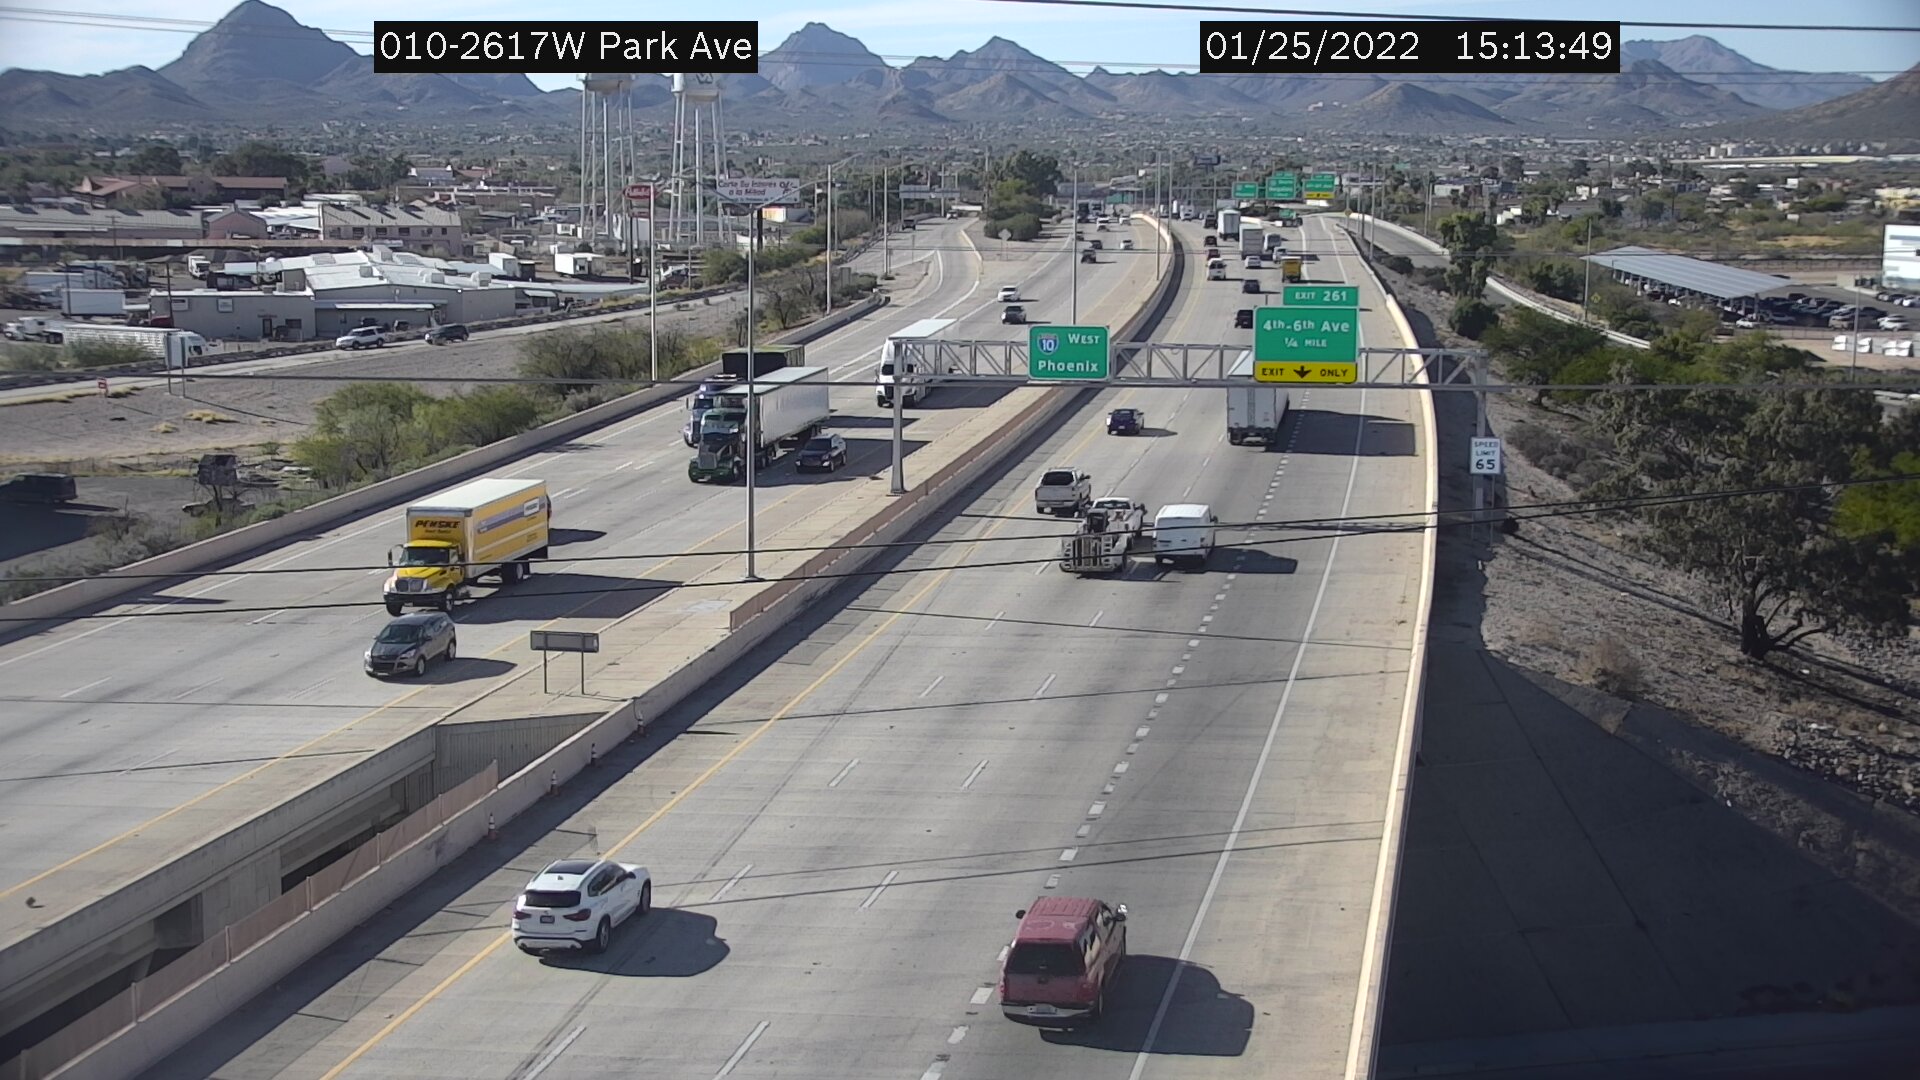 010-2617W Park Ave
01/25/2022 15:13:49
EXIT 261
4th-6th Ave
1/4 MILE
EXIT ONLY
10
WEST
Phoenix
SPEED
LIMIT
65
PENSKE